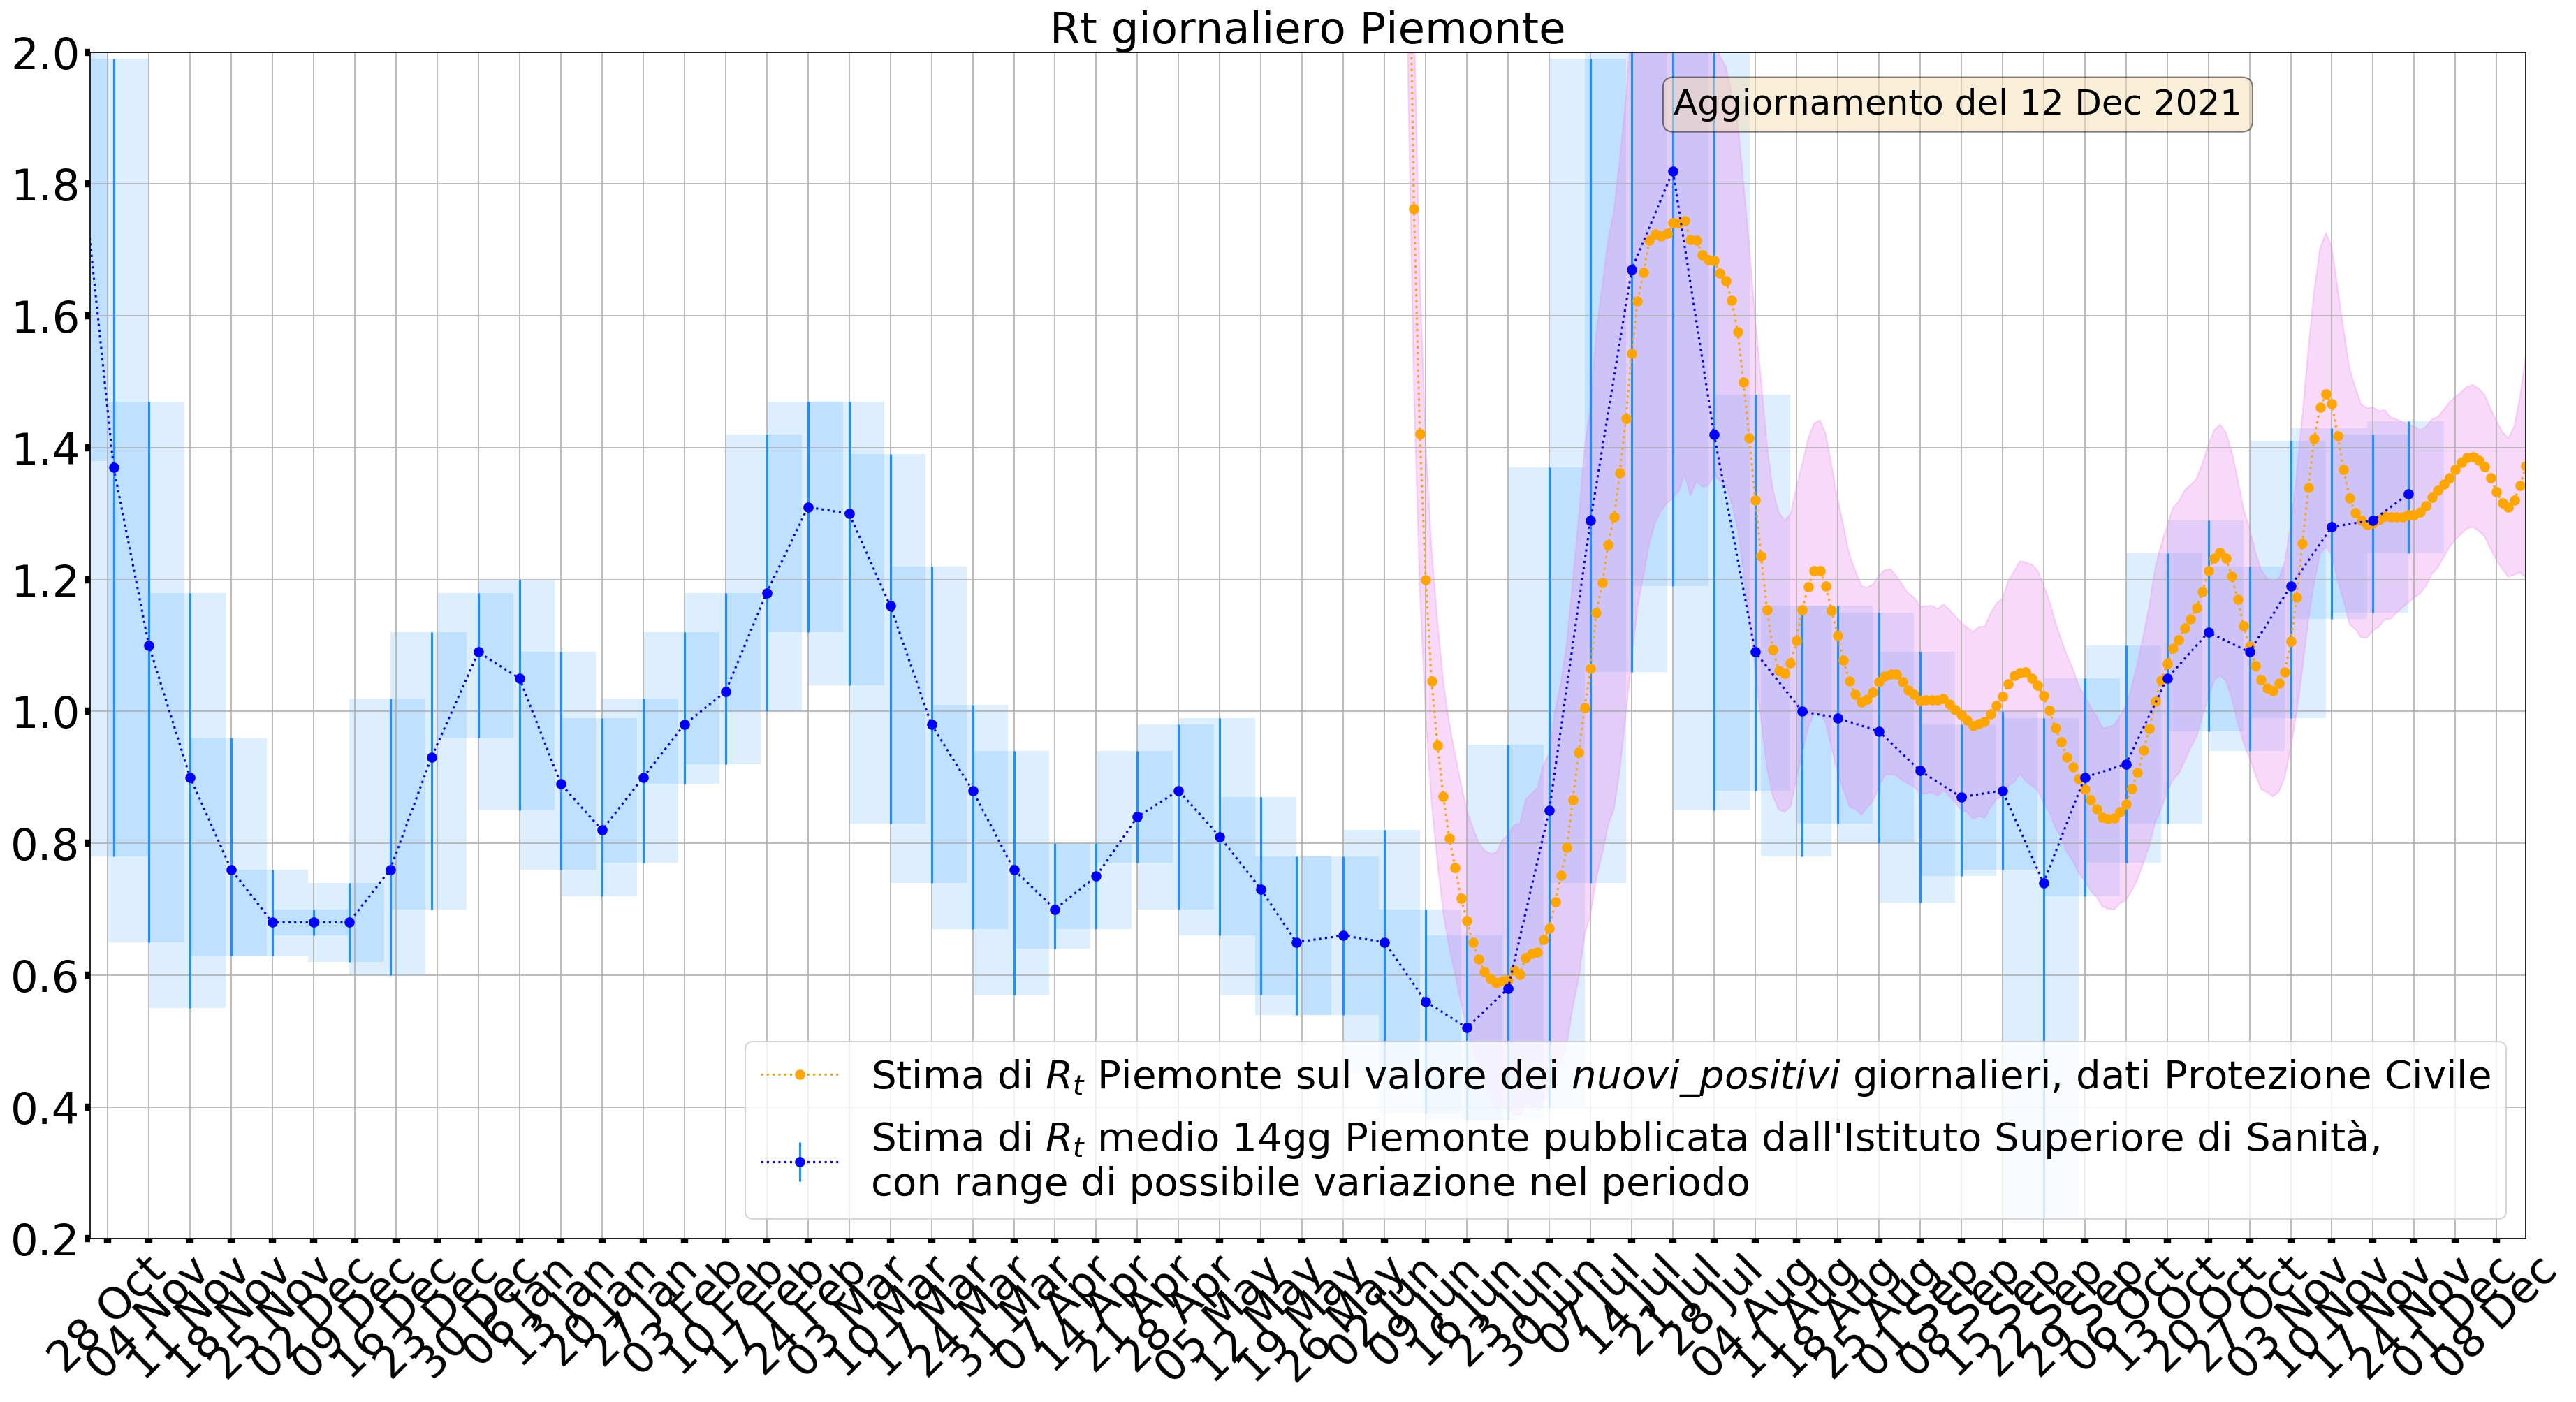 Rt giornaliero Piemonte
Aggiornamento del 12 Dec 2021
2.0
1.8
1.6
1.4
1.2
1.0
0.8
0.6
0.4
0.2
Stima di Rt Piemonte sul valore dei nuovi_positivi giornalieri, dati Protezione Civile
Stima di Rt medio 14gg Piemonte pubblicata dall'Istituto Superiore di Sanità,
con range di possibile variazione nel periodo
28 Oct
04 Nov
11 Nov
18 Nov
25 Nov
02 Dec
09 Dec
16 Dec
23 Dec
30 Dec
06 Jan
13 Jan
20 Jan
27 Jan
03 Feb
10 Feb
17 Feb
24 Feb
03 Mar
10 Mar
17 Mar
24 Mar
31 Mar
07 Apr
14 Apr
21 Apr
28 Apr
05 May
12 May
19 May
26 May
02 Jun
09 Jun
16 Jun
23 Jun
30 Jun
07 Jul
14 Jul
21 Jul
28 Jul
04 Aug
11 Aug
18 Aug
25 Aug
01 Sep
08 Sep
15 Sep
22 Sep
29 Sep
06 Oct
13 Oct
20 Oct
27 Oct
03 Nov
10 Nov
17 Nov
24 Nov
01 Dec
08 Dec